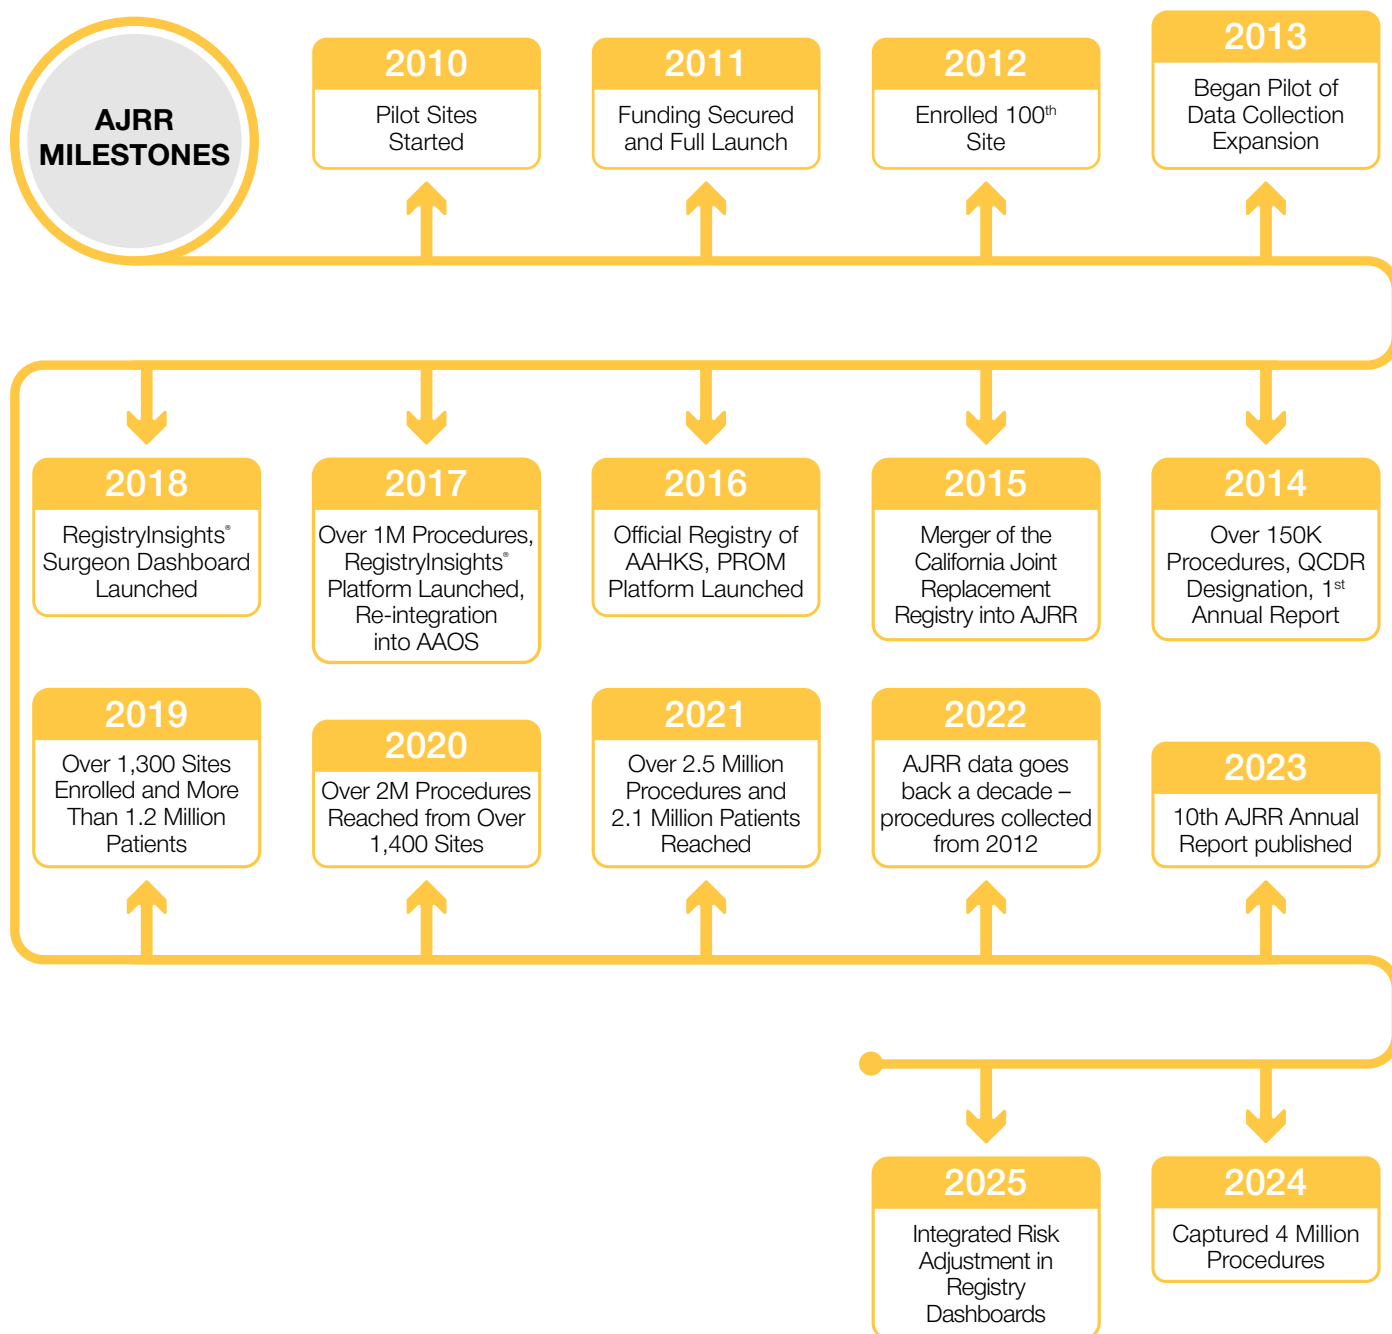 AJRR
MILESTONES
2010
Pilot Sites
Started
2011
Funding Secured
and Full Launch
2012
Enrolled 100th
Site
2013
Began Pilot of
Data Collection
Expansion
2018
RegistryInsights®
Surgeon Dashboard
Launched
2017
Over 1M Procedures,
RegistryInsights®
Platform Launched,
Re-integration
into AAOS
2016
Official Registry of
AAHKS, PROM
Platform Launched
2015
Merger of the
California Joint
Replacement
Registry into AJRR
2014
Over 150K
Procedures, QCDR
Designation, 1st
Annual Report
2019
Over 1,300 Sites
Enrolled and More
Than 1.2 Million
Patients
2020
Over 2M Procedures
Reached from Over
1,400 Sites
2021
Over 2.5 Million
Procedures and
2.1 Million Patients
Reached
2022
AJRR data goes
back a decade –
procedures collected
from 2012
2023
10th AJRR Annual
Report published
2025
Integrated Risk
Adjustment in
Registry
Dashboards
2024
Captured 4 Million
Procedures